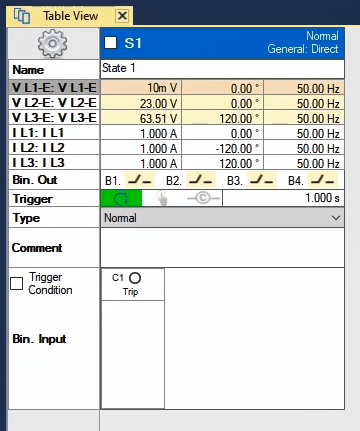 Table View
S1
Normal
General: Direct
Name
State 1
V L1-E: V L1-E 10m V 0.00 ° 50.00 Hz
V L2-E: V L2-E 23.00 V 0.00 ° 50.00 Hz
V L3-E: V L3-E 63.51 V 120.00 ° 50.00 Hz
I L1: I L1 1.000 A 0.00 ° 50.00 Hz
I L2: I L2 1.000 A -120.00 ° 50.00 Hz
I L3: I L3 1.000 A 120.00 ° 50.00 Hz
Bin. Out B1. B2. B3. B4.
Trigger 1.000 s
Type Normal
Comment
Trigger
Condition
C1
Trip
Bin. Input